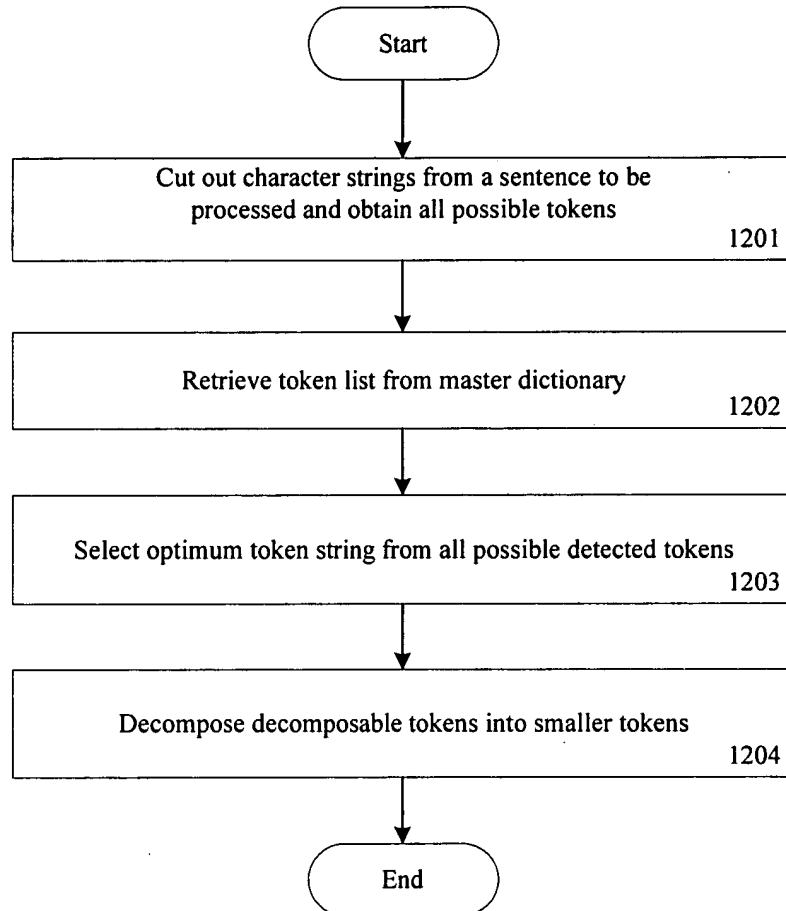 Start
Cut out character strings from a sentence to be
processed and obtain all possible tokens
1201
Retrieve token list from master dictionary
1202
Select optimum token string from all possible detected tokens
1203
Decompose decomposable tokens into smaller tokens
1204
End